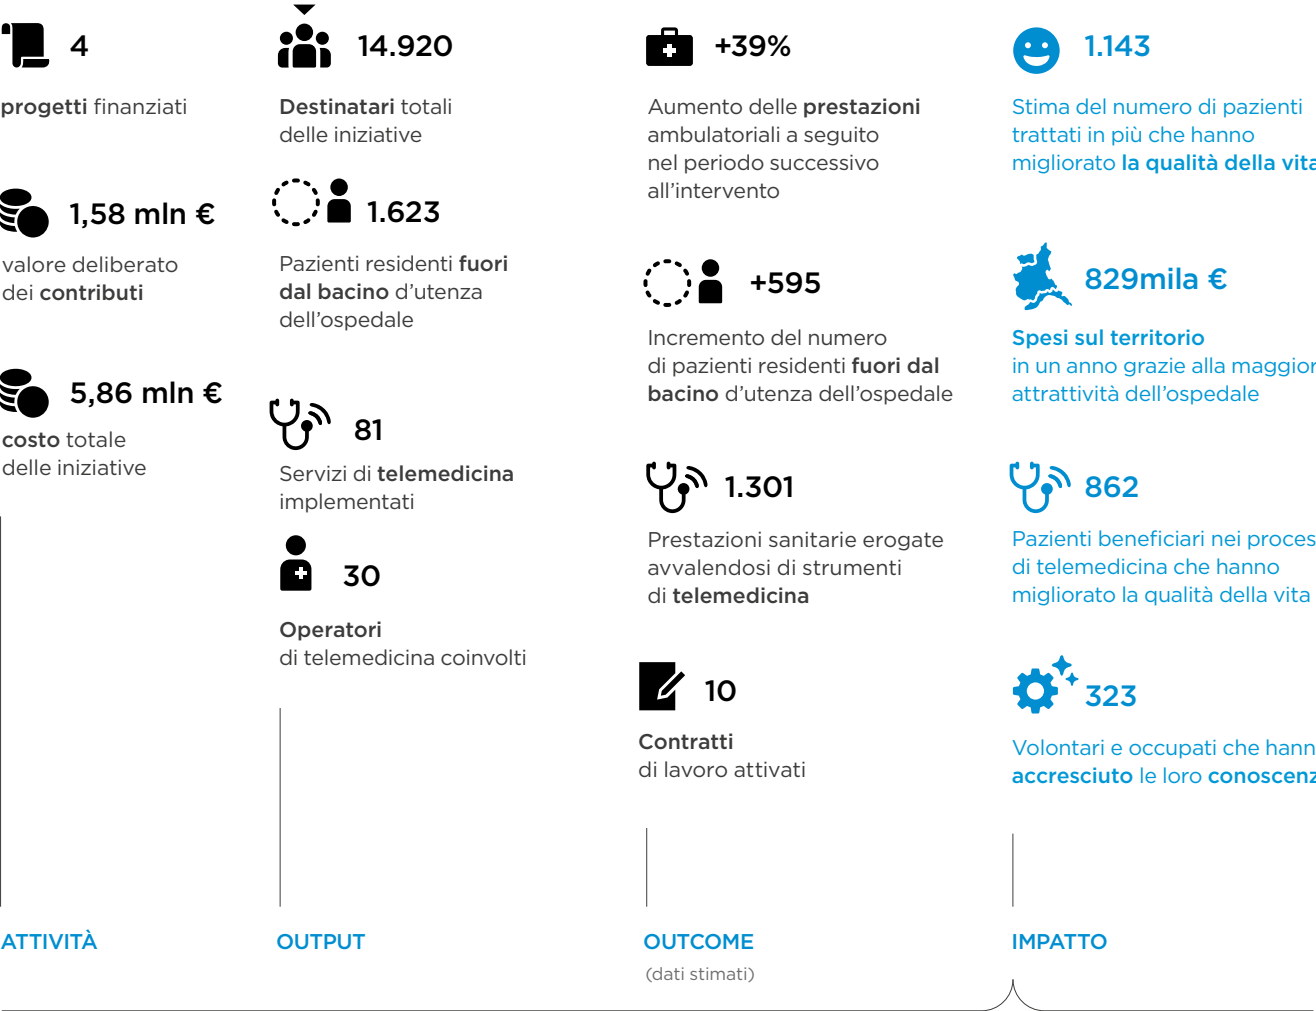 4
progetti finanziati
1,58 mln €
valore deliberato
dei contributi
5,86 mln €
costo totale
delle iniziative
ATTIVITÀ
14.920
Destinatari totali
delle iniziative
1.623
Pazienti residenti fuori
dal bacino d'utenza
dell'ospedale
81
Servizi di telemedicina
implementati
30
Operatori
di telemedicina coinvolti
OUTPUT
+39%
Aumento delle prestazioni
ambulatoriali a seguito
nel periodo successivo
all'intervento
+595
Incremento del numero
di pazienti residenti fuori dal
bacino d'utenza dell'ospedale
1.301
Prestazioni sanitarie erogate
avvalendosi di strumenti
di telemedicina
10
Contratti
di lavoro attivati
OUTCOME
(dati stimati)
1.143
Stima del numero di pazienti
trattati in più che hanno
migliorato la qualità della vita
829mila €
Spesi sul territorio
in un anno grazie alla maggior
attrattività dell'ospedale
862
Pazienti beneficiari nei proces
di telemedicina che hanno
migliorato la qualità della vita
323
Volontari e occupati che hann
accresciuto le loro conoscenz
IMPATTO